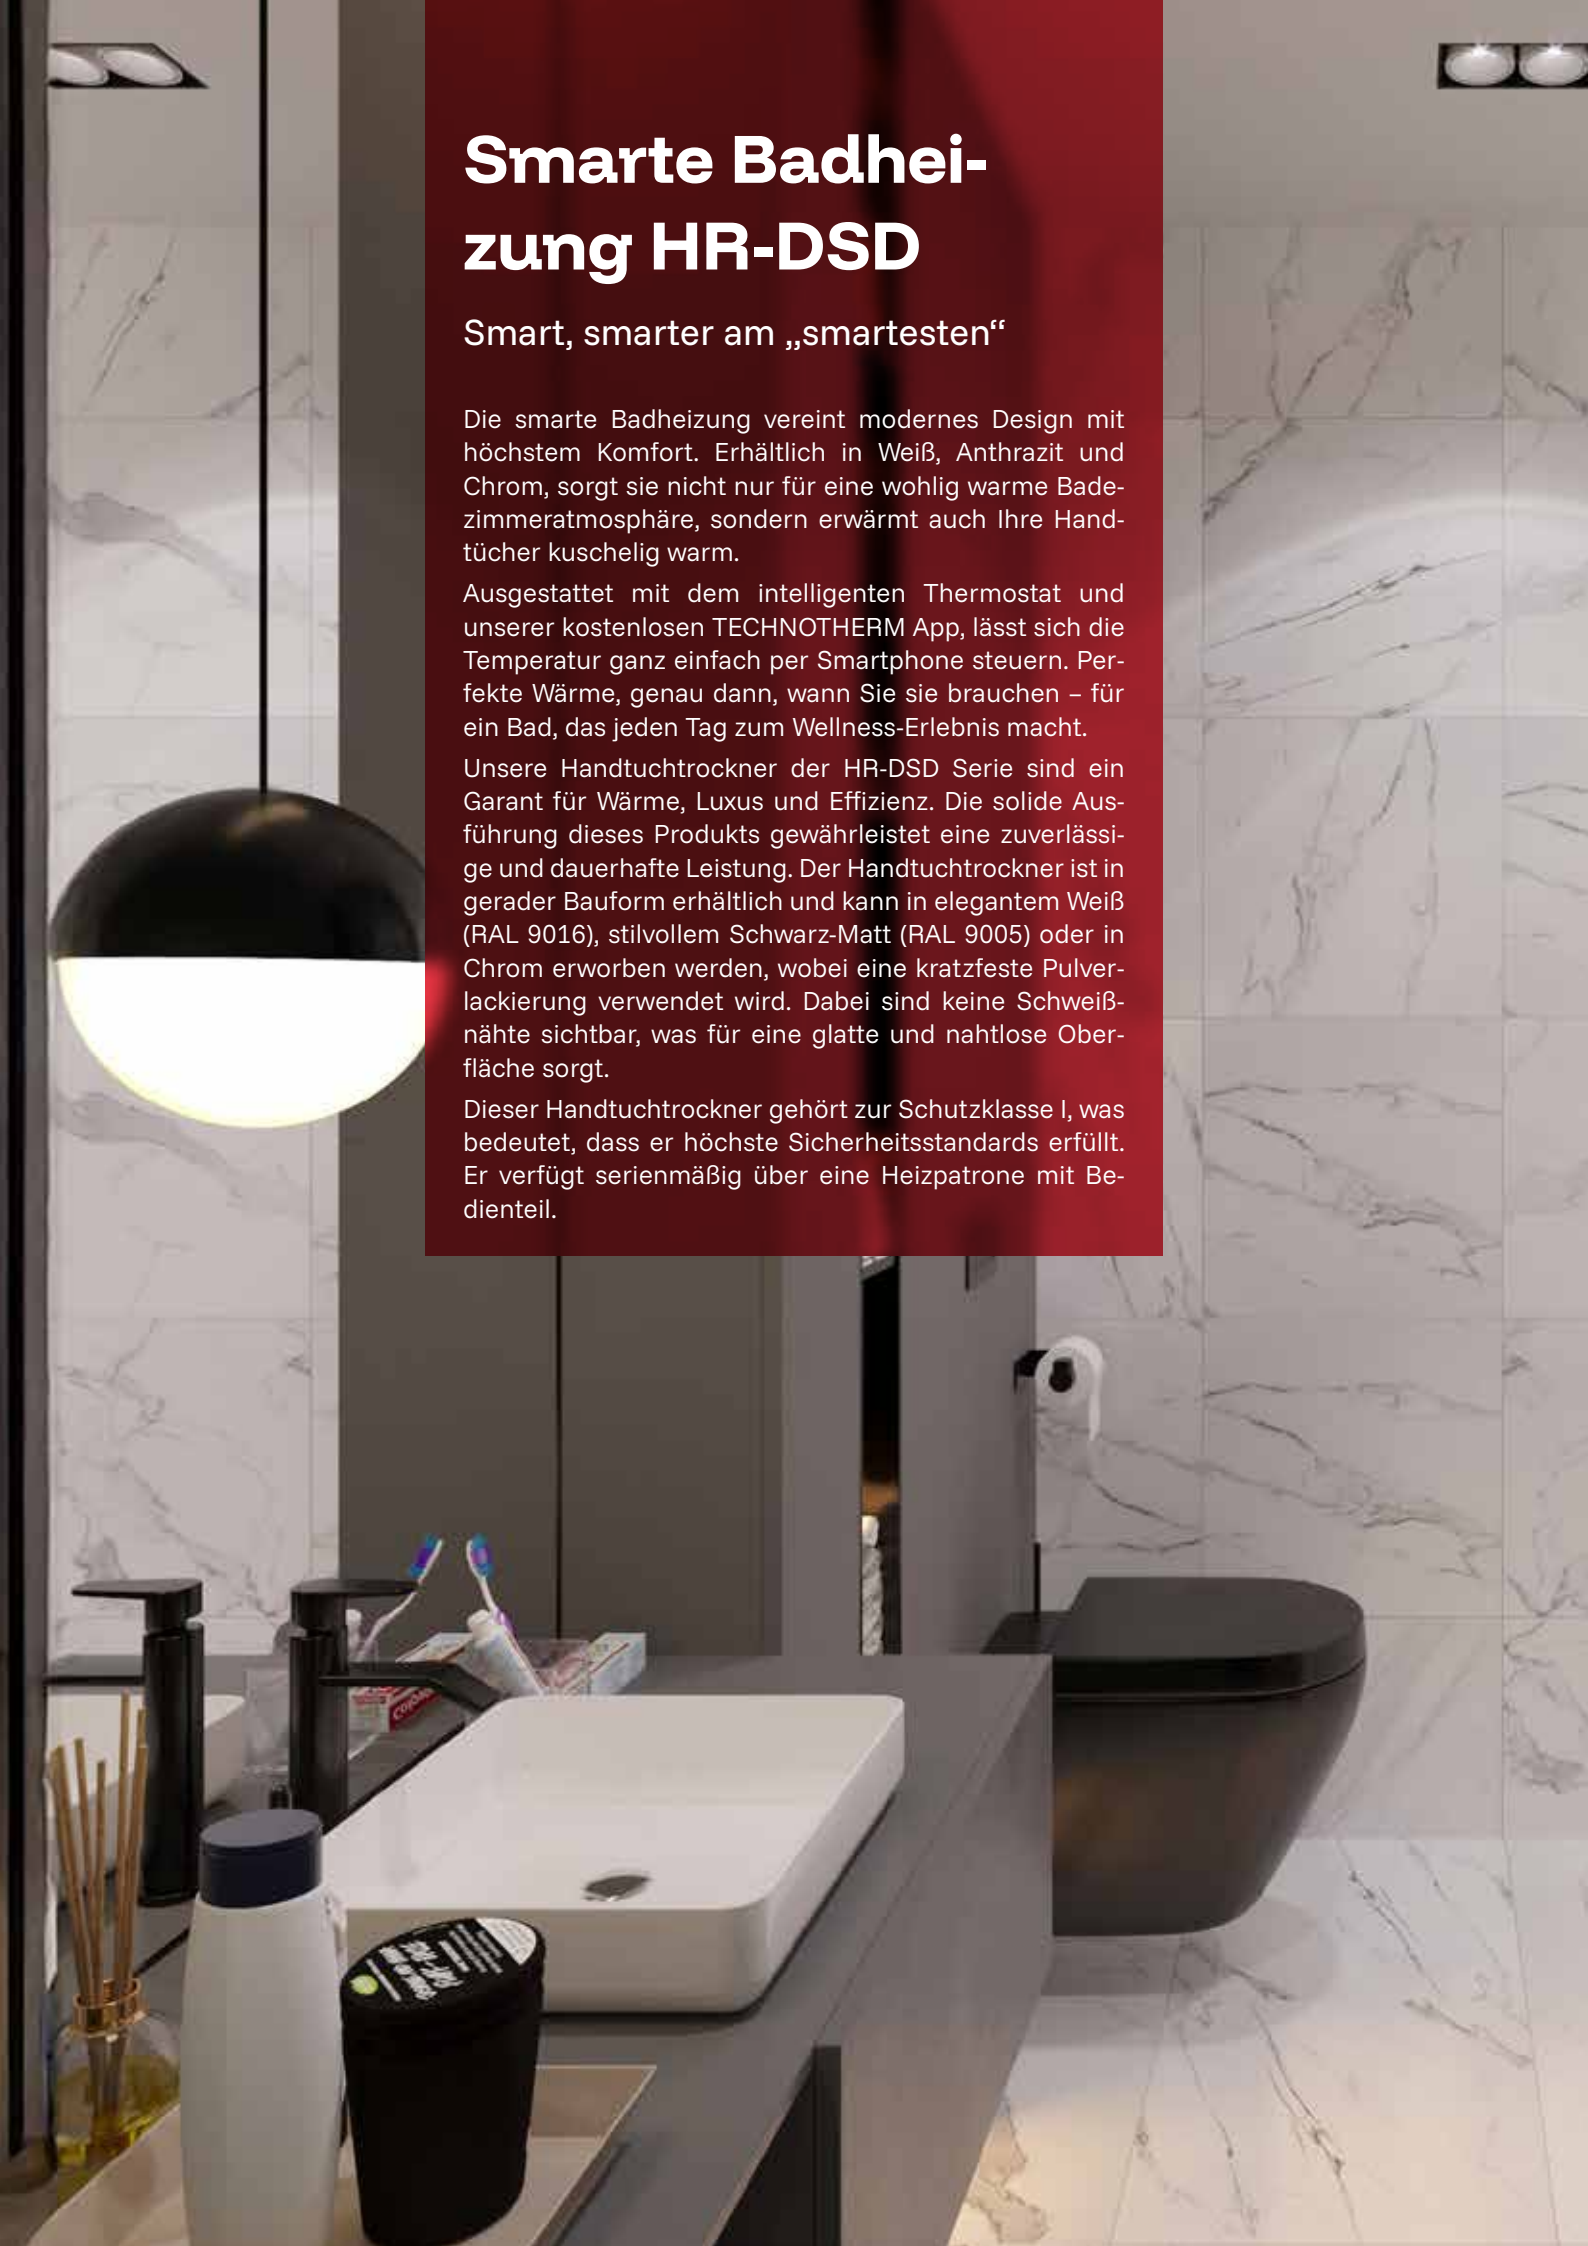 Smarte Badhei-
zung HR-DSD
Smart, smarter am „smartesten“
Die smarte Badheizung vereint modernes Design mit
höchstem Komfort. Erhältlich in Weiß, Anthrazit und
Chrom, sorgt sie nicht nur für eine wohlig warme Bade-
zimmeratmosphäre, sondern erwärmt auch Ihre Hand-
tücher kuschelig warm.
Ausgestattet mit dem intelligenten Thermostat und
unserer kostenlosen TECHNOTHERM App, lässt sich die
Temperatur ganz einfach per Smartphone steuern. Per-
fekte Wärme, genau dann, wann Sie sie brauchen – für
ein Bad, das jeden Tag zum Wellness-Erlebnis macht.
Unsere Handtuchtrockner der HR-DSD Serie sind ein
Garant für Wärme, Luxus und Effizienz. Die solide Aus-
führung dieses Produkts gewährleistet eine zuverlässi-
ge und dauerhafte Leistung. Der Handtuchtrockner ist in
gerader Bauform erhältlich und kann in elegantem Weiß
(RAL 9016), stilvollem Schwarz-Matt (RAL 9005) oder in
Chrom erworben werden, wobei eine kratzfeste Pulver-
lackierung verwendet wird. Dabei sind keine Schweiß-
nähte sichtbar, was für eine glatte und nahtlose Ober-
fläche sorgt.
Dieser Handtuchtrockner gehört zur Schutzklasse I, was
bedeutet, dass er höchste Sicherheitsstandards erfüllt.
Er verfügt serienmäßig über eine Heizpatrone mit Be-
dienteil.